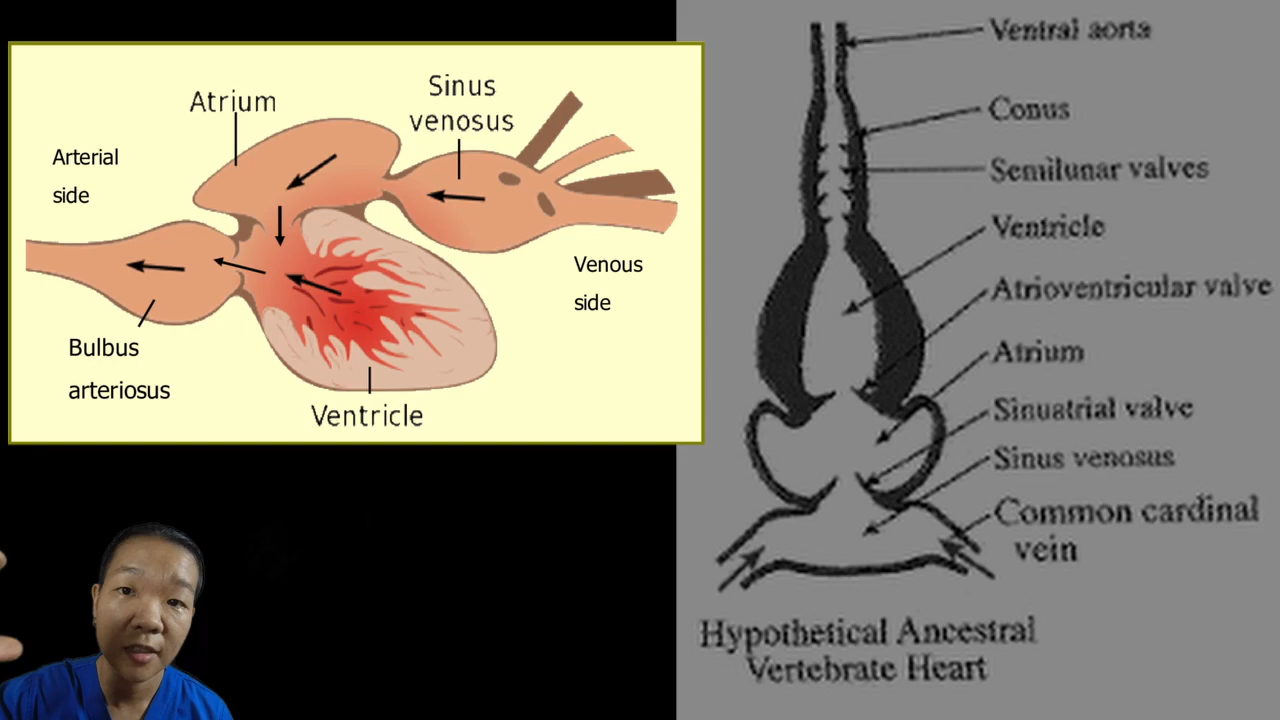 Atrium
Sinus
venosus
Arterial
side
Venous
side
Bulbus
arteriosus
Ventricle
Ventral aorta
Conus
Semilunar valves
Ventricle
Atrioventricular valve
Atrium
Sinuatrial valve
Sinus venosus
Common cardinal
vein
Hypothetical Ancestral
Vertebrate Heart